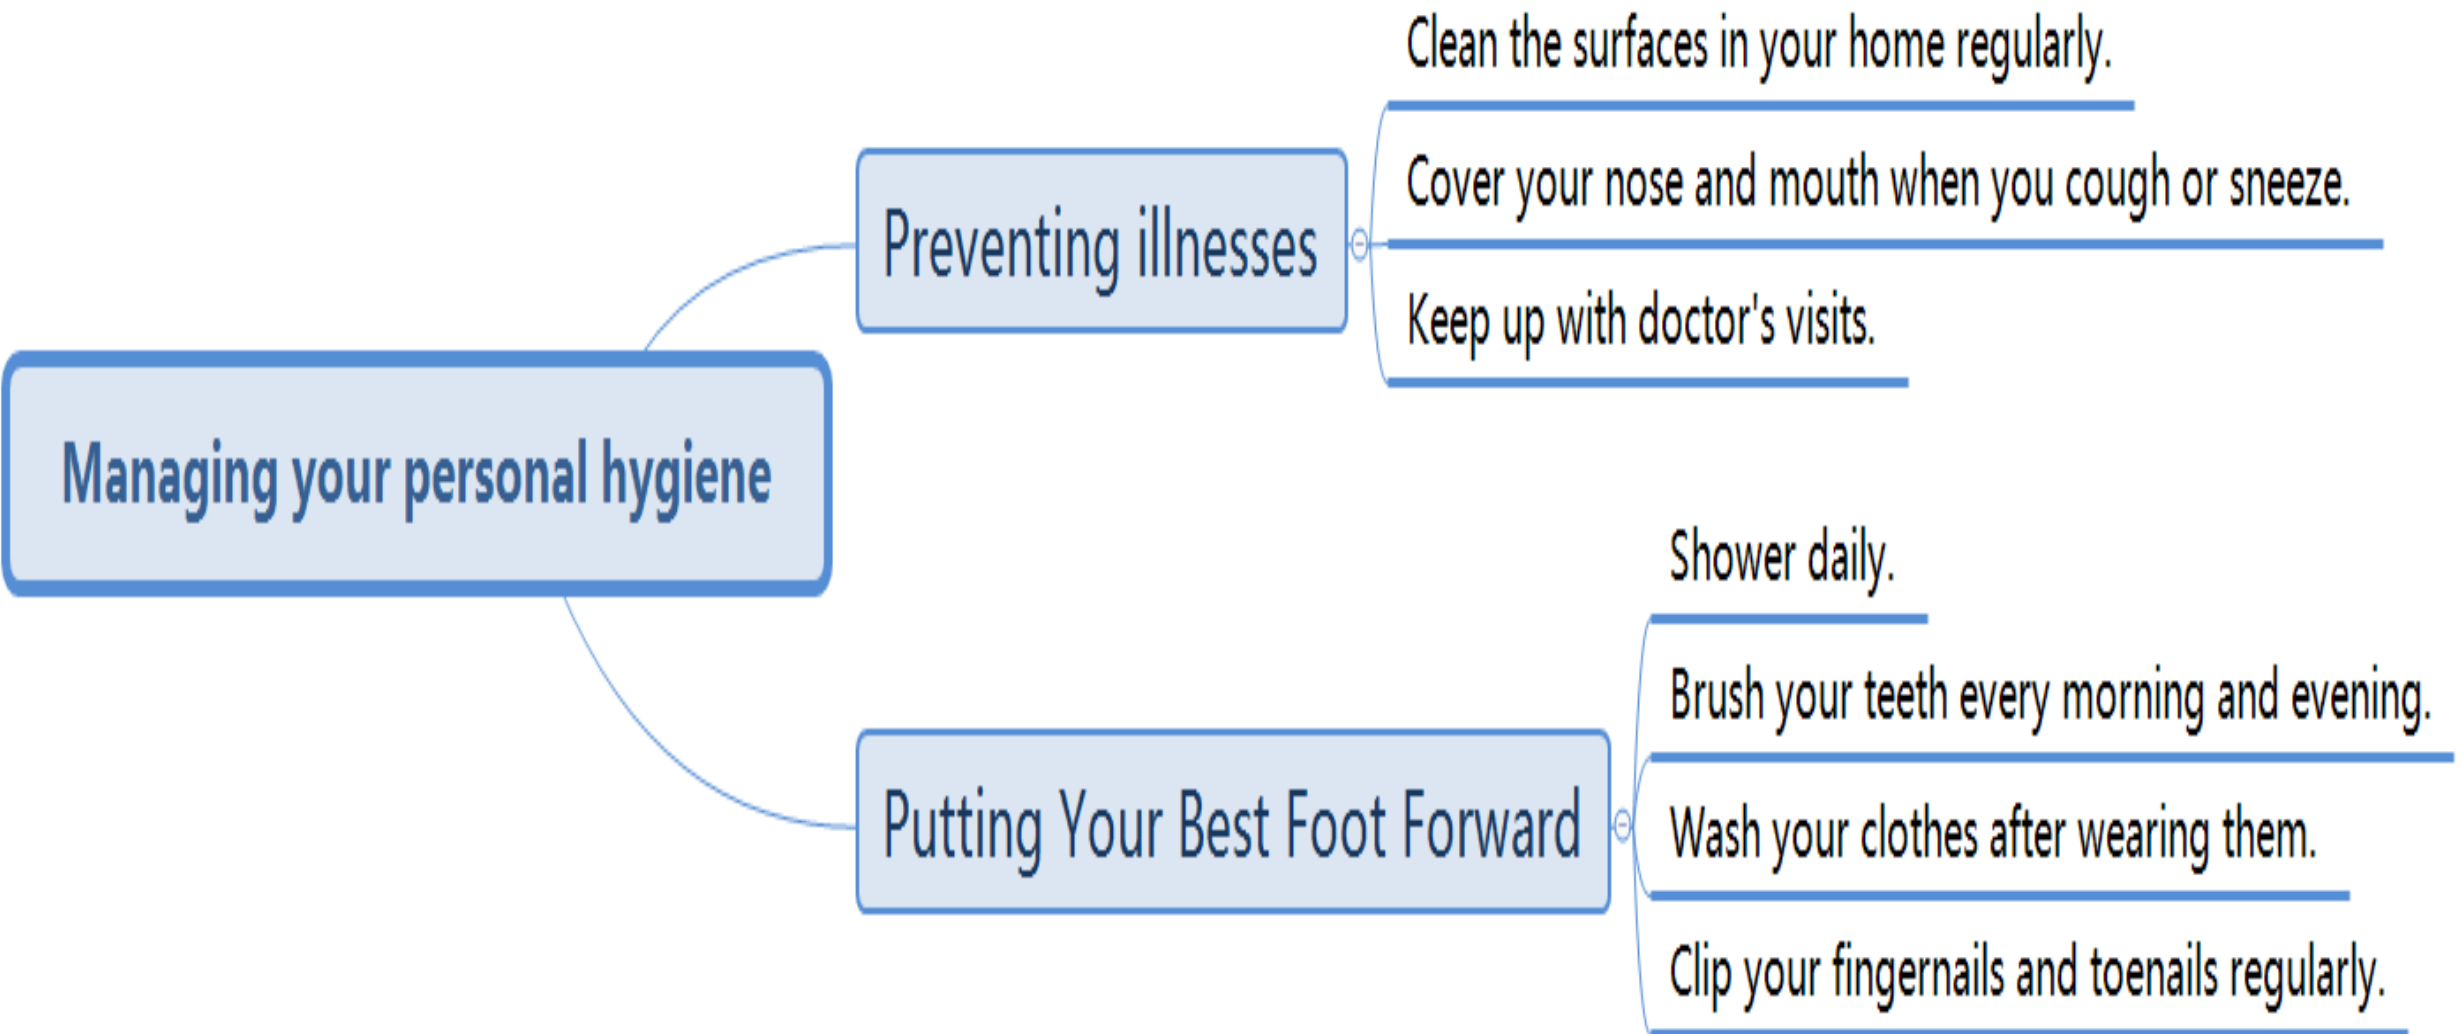 Managing your personal hygiene
Preventing illnesses
Clean the surfaces in your home regularly.
Cover your nose and mouth when you cough or sneeze.
Keep up with doctor's visits.
Putting Your Best Foot Forward
Shower daily.
Brush your teeth every morning and evening.
Wash your clothes after wearing them.
Clip your fingernails and toenails regularly.